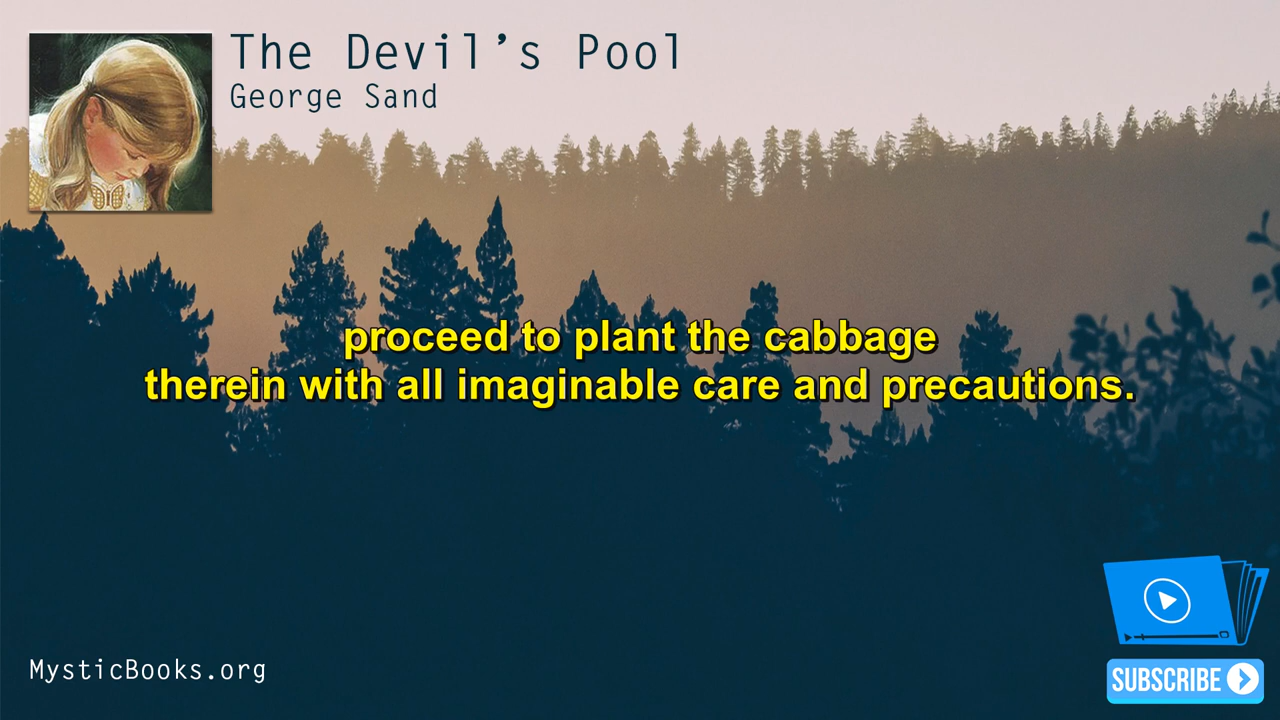 The Devil's Pool
George Sand
proceed to plant the cabbage
therein with all imaginable care and precautions.
MysticBooks.org
SUBSCRIBE